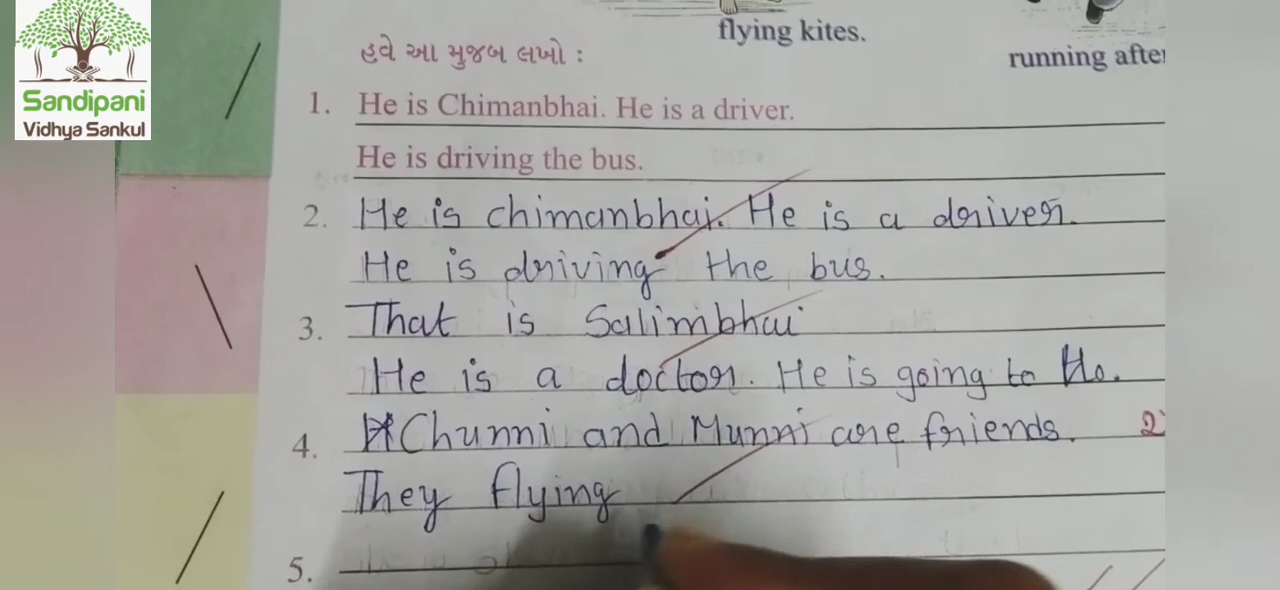 Sandipani
Vidhya Sankul
flying kites.
running after
હવે આ મુજબ લખો :
1. He is Chimanbhai. He is a driver.
He is driving the bus.
2. He is chimanbhai. He is a driver.
He is driving the bus.
3. That is Salimbhai
He is a doctor. He is going to Ho.
4. Chunni and Munni are friends. 2
They flying
5.